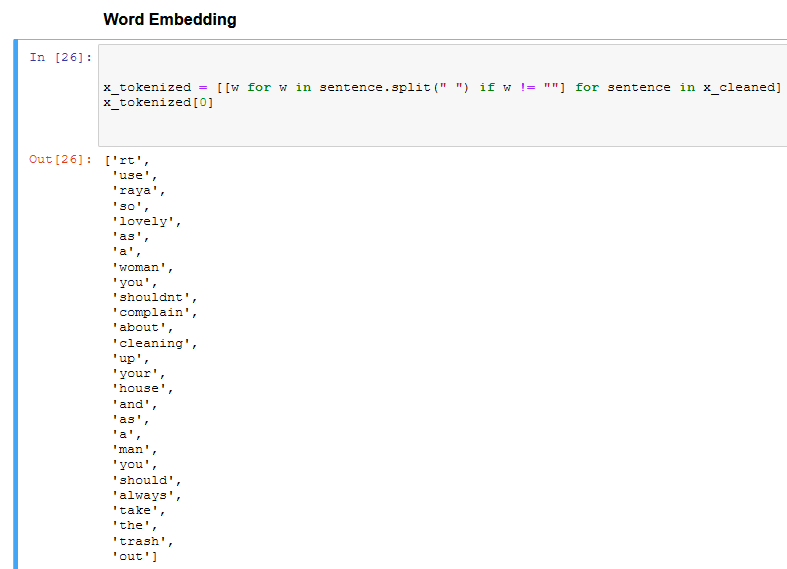 Word Embedding
In [26]:
x_tokenized = [[w for w in sentence.split(" ") if w != ""] for sentence in x_cleaned]
x_tokenized[0]
Out[26]: ['rt',
'use',
'raya',
'so',
'lovely',
'as',
'a',
'woman',
'you',
'shouldnt',
'complain',
'about',
'cleaning',
'up',
'your',
'house',
'and',
'as',
'a',
'man',
'you',
'should',
'always',
'take',
'the',
'trash',
'out']